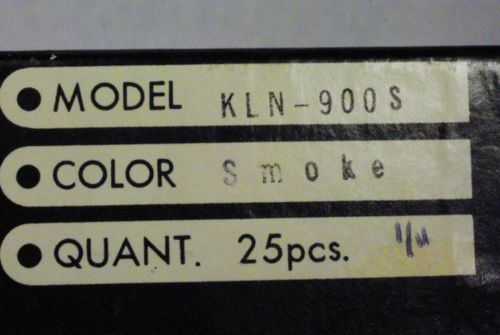 MODEL KLN-900S
COLOR Smoke
QUANT. 25pcs.